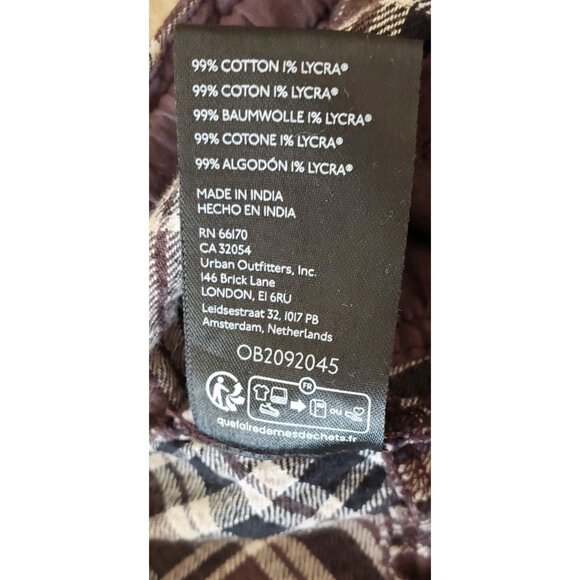 99% COTTON 1% LYCRA®
99% COTON 1% LYCRA®
99% BAUMWOLLE 1% LYCRA®
99% COTONE 1% LYCRA®
99% ALGODÓN 1% LYCRA®
MADE IN INDIA
HECHO EN INDIA
RN 66170
CA 32054
Urban Outfitters, Inc.
146 Brick Lane
LONDON, E1 6RU
Leidsestraat 32, 1017 PB
Amsterdam, Netherlands
OB2092045
FR
OU
quefairedemesdechets.fr